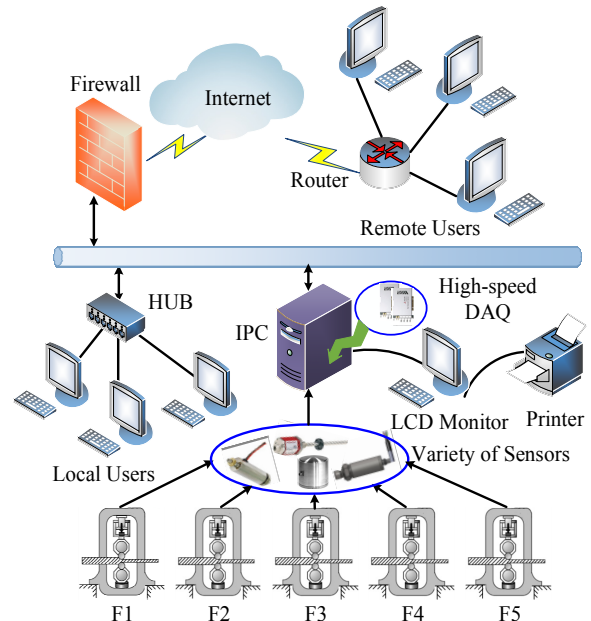 Firewall
Internet
Router
Remote Users
HUB
IPC
High-speed
DAQ
LCD Monitor
Printer
Local Users
Variety of Sensors
F1
F2
F3
F4
F5